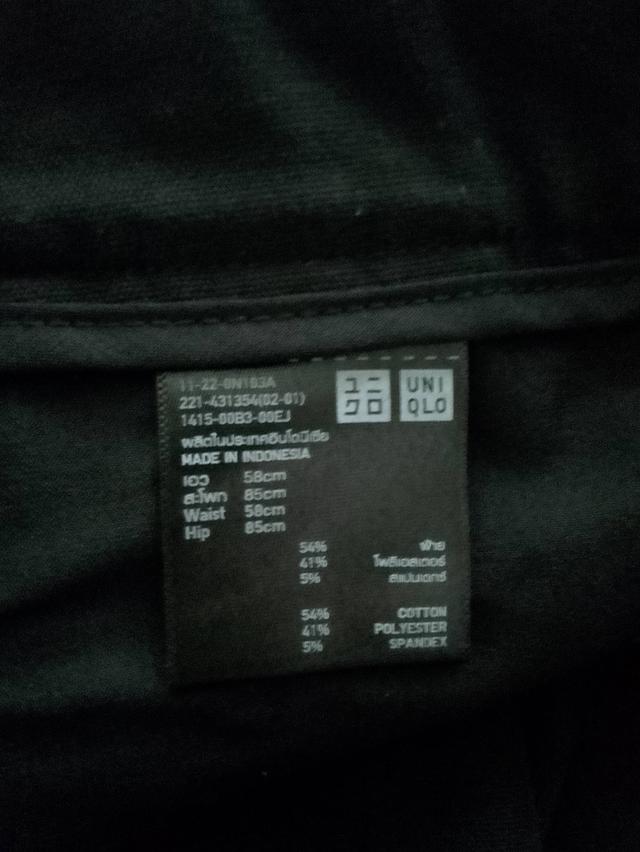 11-22-0N103A
221-431354(02-01)
1415-00B3-00EJ
ユニ
クロ
UNI
QLO
ผลิตในประเทศอินโดนีเซีย
MADE IN INDONESIA
เอว 58cm
สะโพก 85cm
Waist 58cm
Hip 85cm
54% ฝ้าย
41% โพลีเอสเตอร์
5% สแปนเดกซ์
54% COTTON
41% POLYESTER
5% SPANDEX